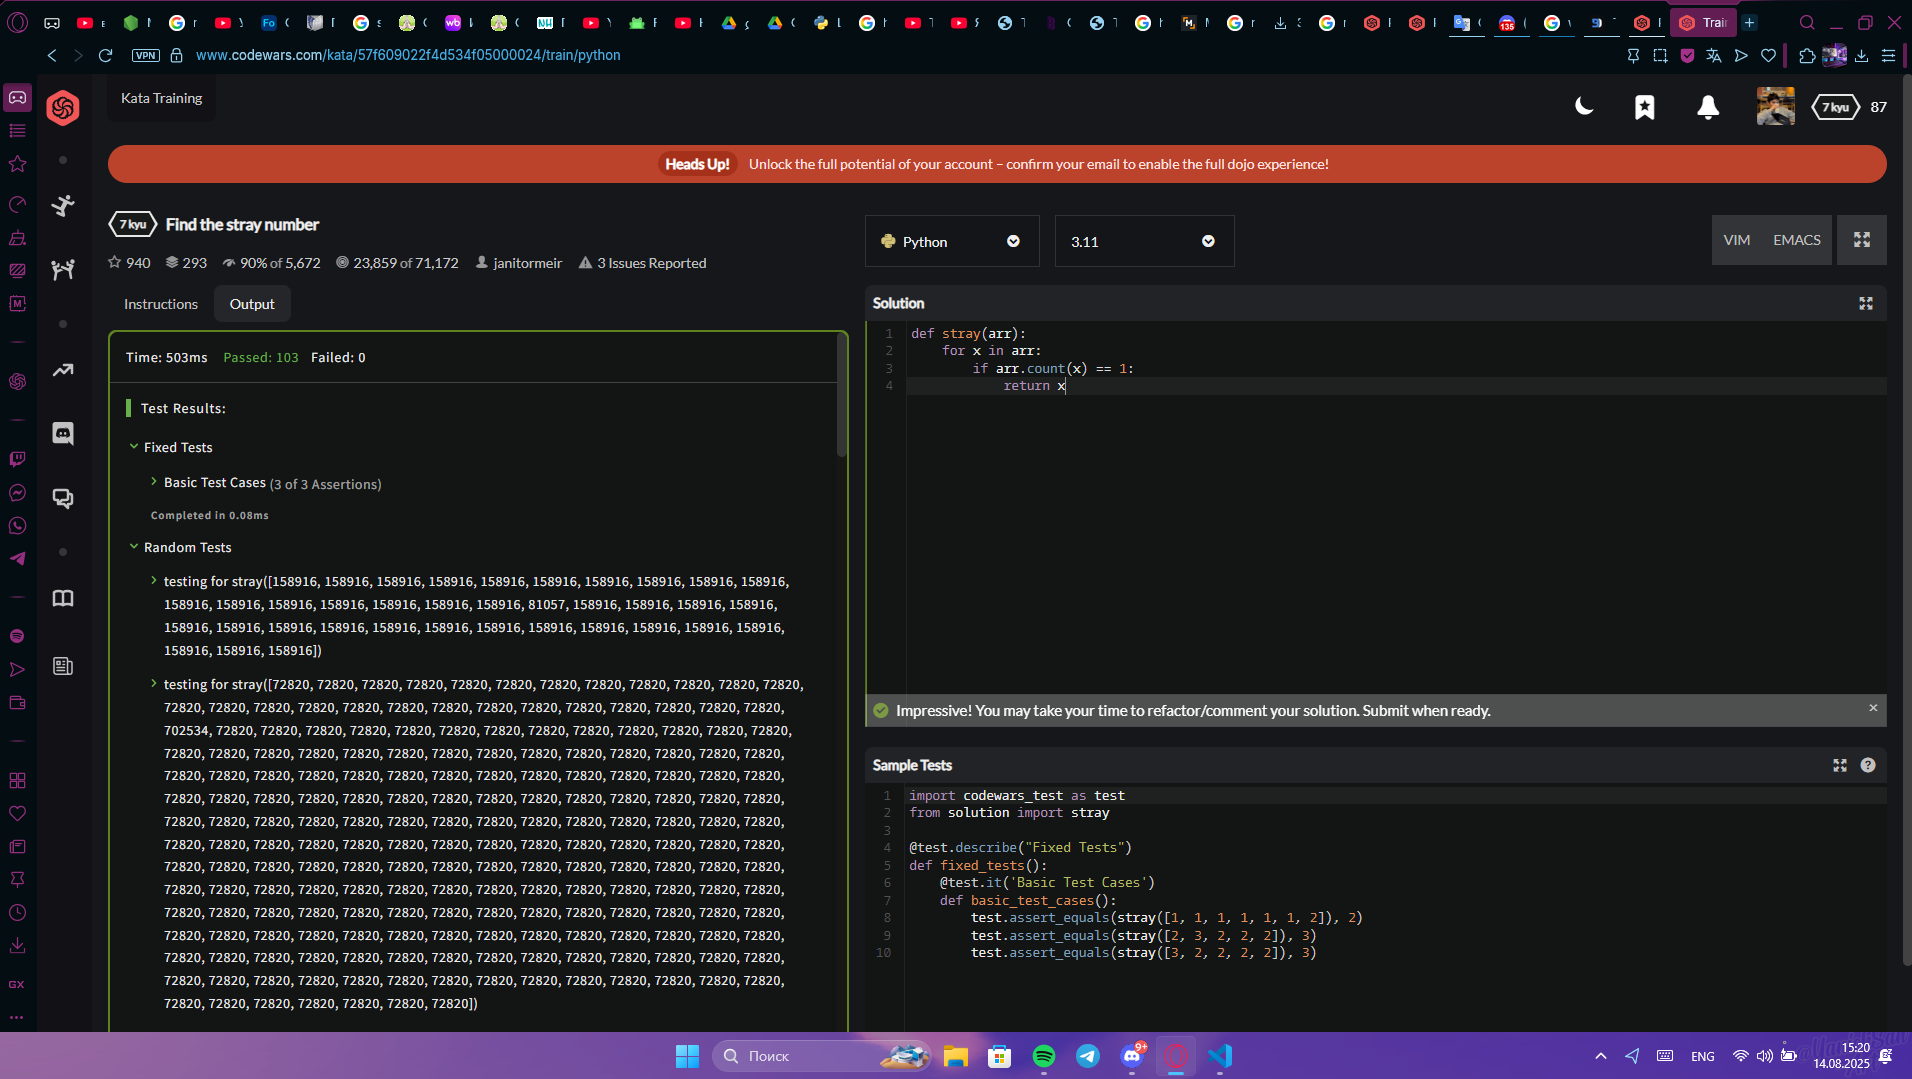 www.codewars.com/kata/57f609022f4d534f05000024/train/python
VPN
Kata Training
7 kyu
87
Heads Up! Unlock the full potential of your account – confirm your email to enable the full dojo experience!
7 kyu Find the stray number
940 293 90% of 5,672 23,859 of 71,172 janitormeir 3 Issues Reported
Instructions Output
Time: 503ms Passed: 103 Failed: 0
Test Results:
Fixed Tests
Basic Test Cases (3 of 3 Assertions)
Completed in 0.08ms
Random Tests
testing for stray([158916, 158916, 158916, 158916, 158916, 158916, 158916, 158916, 158916, 158916,
158916, 158916, 158916, 158916, 158916, 158916, 158916, 81057, 158916, 158916, 158916, 158916,
158916, 158916, 158916, 158916, 158916, 158916, 158916, 158916, 158916, 158916, 158916, 158916,
158916, 158916, 158916])
testing for stray([72820, 72820, 72820, 72820, 72820, 72820, 72820, 72820, 72820, 72820, 72820, 72820,
72820, 72820, 72820, 72820, 72820, 72820, 72820, 72820, 72820, 72820, 72820, 72820, 72820, 72820,
702534, 72820, 72820, 72820, 72820, 72820, 72820, 72820, 72820, 72820, 72820, 72820, 72820, 72820,
72820, 72820, 72820, 72820, 72820, 72820, 72820, 72820, 72820, 72820, 72820, 72820, 72820, 72820,
72820, 72820, 72820, 72820, 72820, 72820, 72820, 72820, 72820, 72820, 72820, 72820, 72820, 72820,
72820, 72820, 72820, 72820, 72820, 72820, 72820, 72820, 72820, 72820, 72820, 72820, 72820, 72820,
72820, 72820, 72820, 72820, 72820, 72820, 72820, 72820, 72820, 72820, 72820, 72820, 72820, 72820,
72820, 72820, 72820, 72820, 72820, 72820, 72820, 72820, 72820, 72820, 72820, 72820, 72820, 72820,
72820, 72820, 72820, 72820, 72820, 72820, 72820, 72820, 72820, 72820, 72820, 72820, 72820, 72820,
72820, 72820, 72820, 72820, 72820, 72820, 72820, 72820, 72820, 72820, 72820, 72820, 72820, 72820,
72820, 72820, 72820, 72820, 72820, 72820, 72820, 72820, 72820, 72820, 72820, 72820, 72820, 72820,
72820, 72820, 72820, 72820, 72820, 72820, 72820, 72820, 72820, 72820, 72820, 72820, 72820, 72820,
72820, 72820, 72820, 72820, 72820, 72820, 72820, 72820, 72820, 72820, 72820, 72820, 72820, 72820,
72820, 72820, 72820, 72820, 72820, 72820, 72820, 72820, 72820, 72820, 72820, 72820, 72820, 72820,
72820, 72820, 72820, 72820, 72820, 72820, 72820])
Python
3.11
VIM EMACS
Solution
1 def stray(arr):
2 for x in arr:
3 if arr.count(x) == 1:
4 return x
Impressive! You may take your time to refactor/comment your solution. Submit when ready.
Sample Tests
1 import codewars_test as test
2 from solution import stray
3
4 @test.describe("Fixed Tests")
5 def fixed_tests():
6 @test.it('Basic Test Cases')
7 def basic_test_cases():
8 test.assert_equals(stray([1, 1, 1, 1, 1, 1, 2]), 2)
9 test.assert_equals(stray([2, 3, 2, 2, 2]), 3)
10 test.assert_equals(stray([3, 2, 2, 2, 2]), 3)
GX
Поиск
9+
ENG
15:20
14.08.2025